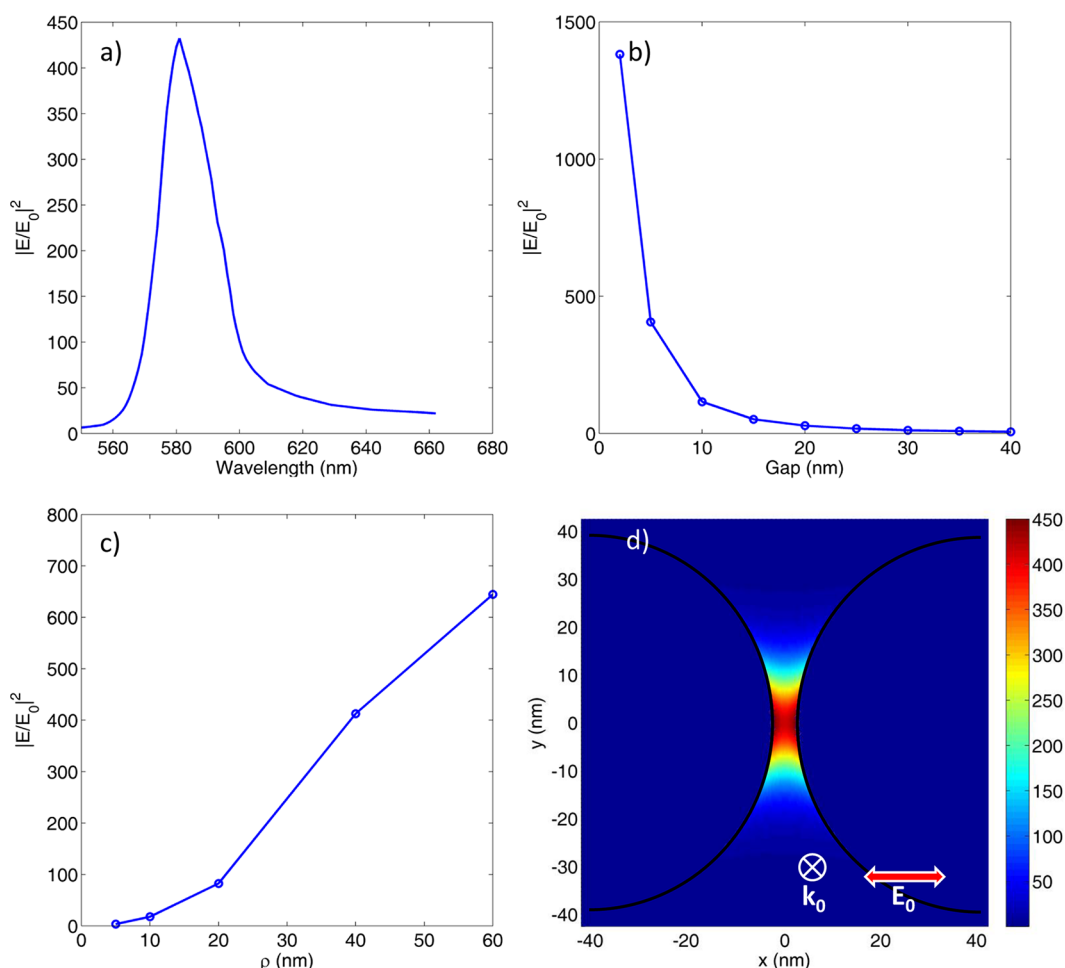 a)
450
400
350
300
250
200
150
100
50
0
|E/E₀|²
560 580 600 620 640 660 680
Wavelength (nm)
b)
1500
1000
500
0
|E/E₀|²
0 10 20 30 40
Gap (nm)
c)
800
700
600
500
400
300
200
100
0
|E/E₀|²
0 10 20 30 40 50 60
ρ (nm)
d)
40
30
20
10
0
-10
-20
-30
-40
y (nm)
-40 -20 0 20 40
x (nm)
k₀
E₀
450
400
350
300
250
200
150
100
50